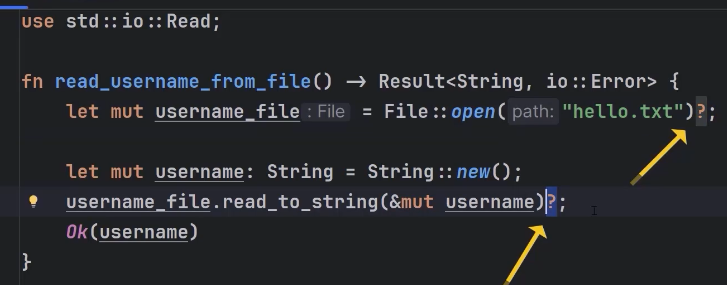 use std::io::Read;
fn read_username_from_file() -> Result<String, io::Error> {
let mut username_file: File = File::open(path: "hello.txt")?;
let mut username: String = String::new();
username_file.read_to_string(&mut username)?;
Ok(username)
}